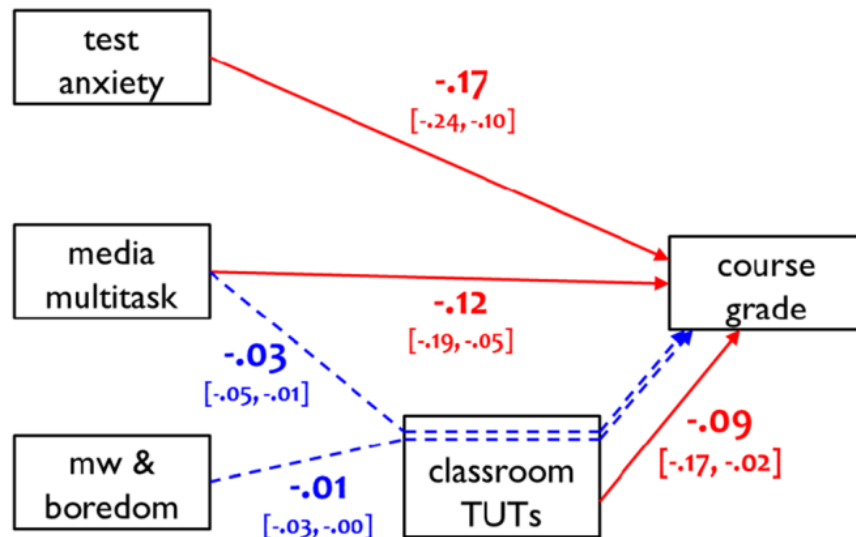 test
anxiety
-.17
[-.24, -.10]
media
multitask
-.12
[-.19, -.05]
course
grade
-.03
[-.05, -.01]
mw &
boredom
-.01
[-.03, -.00]
classroom
TUTs
-.09
[-.17, -.02]